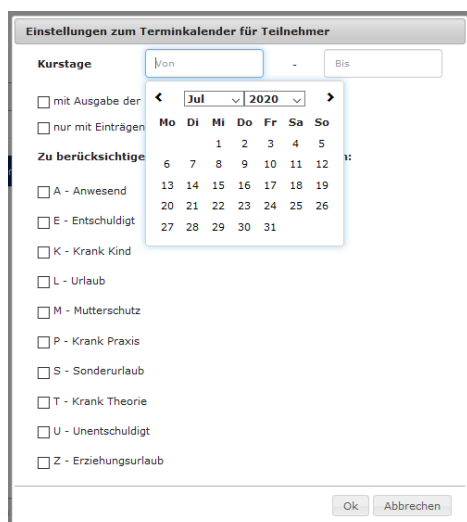 Einstellungen zum Terminkalender für Teilnehmer
Kurstage Von - Bis
mit Ausgabe der
Jul 2020
nur mit Einträgen
Mo Di Mi Do Fr Sa So
1 2 3 4 5
Zu berücksichtige n:
6 7 8 9 10 11 12
13 14 15 16 17 18 19
A - Anwesend
20 21 22 23 24 25 26
E - Entschuldigt
27 28 29 30 31
K - Krank Kind
L - Urlaub
M - Mutterschutz
P - Krank Praxis
S - Sonderurlaub
T - Krank Theorie
U - Unentschuldigt
Z - Erziehungsurlaub
Ok Abbrechen